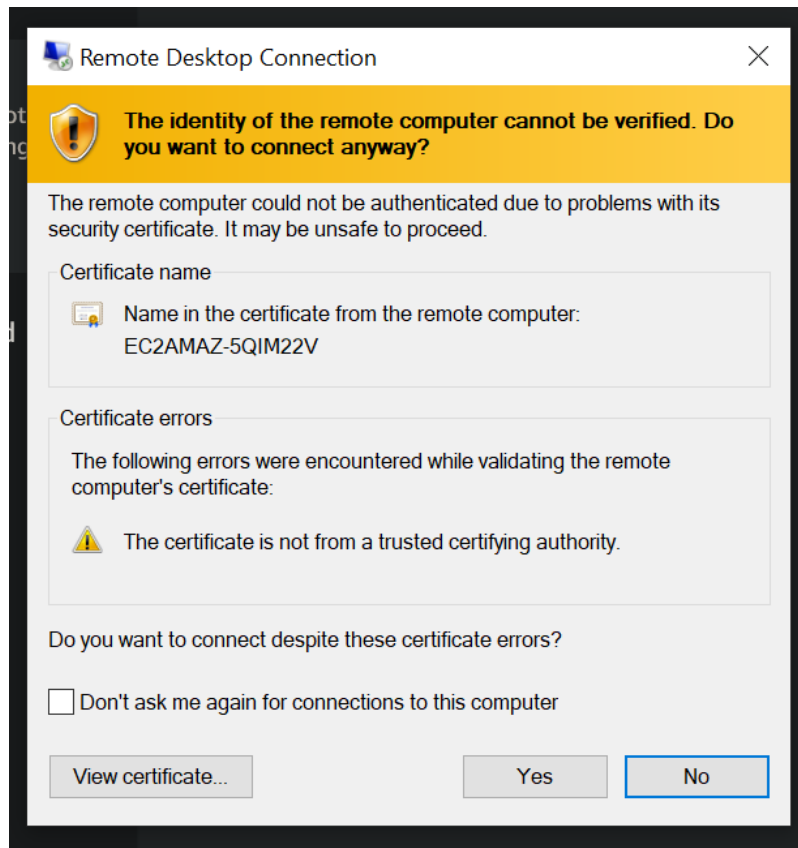 Remote Desktop Connection
The identity of the remote computer cannot be verified. Do
you want to connect anyway?
The remote computer could not be authenticated due to problems with its
security certificate. It may be unsafe to proceed.
Certificate name
Name in the certificate from the remote computer:
EC2AMAZ-5QIM22V
Certificate errors
The following errors were encountered while validating the remote
computer's certificate:
The certificate is not from a trusted certifying authority.
Do you want to connect despite these certificate errors?
Don't ask me again for connections to this computer
View certificate...
Yes
No